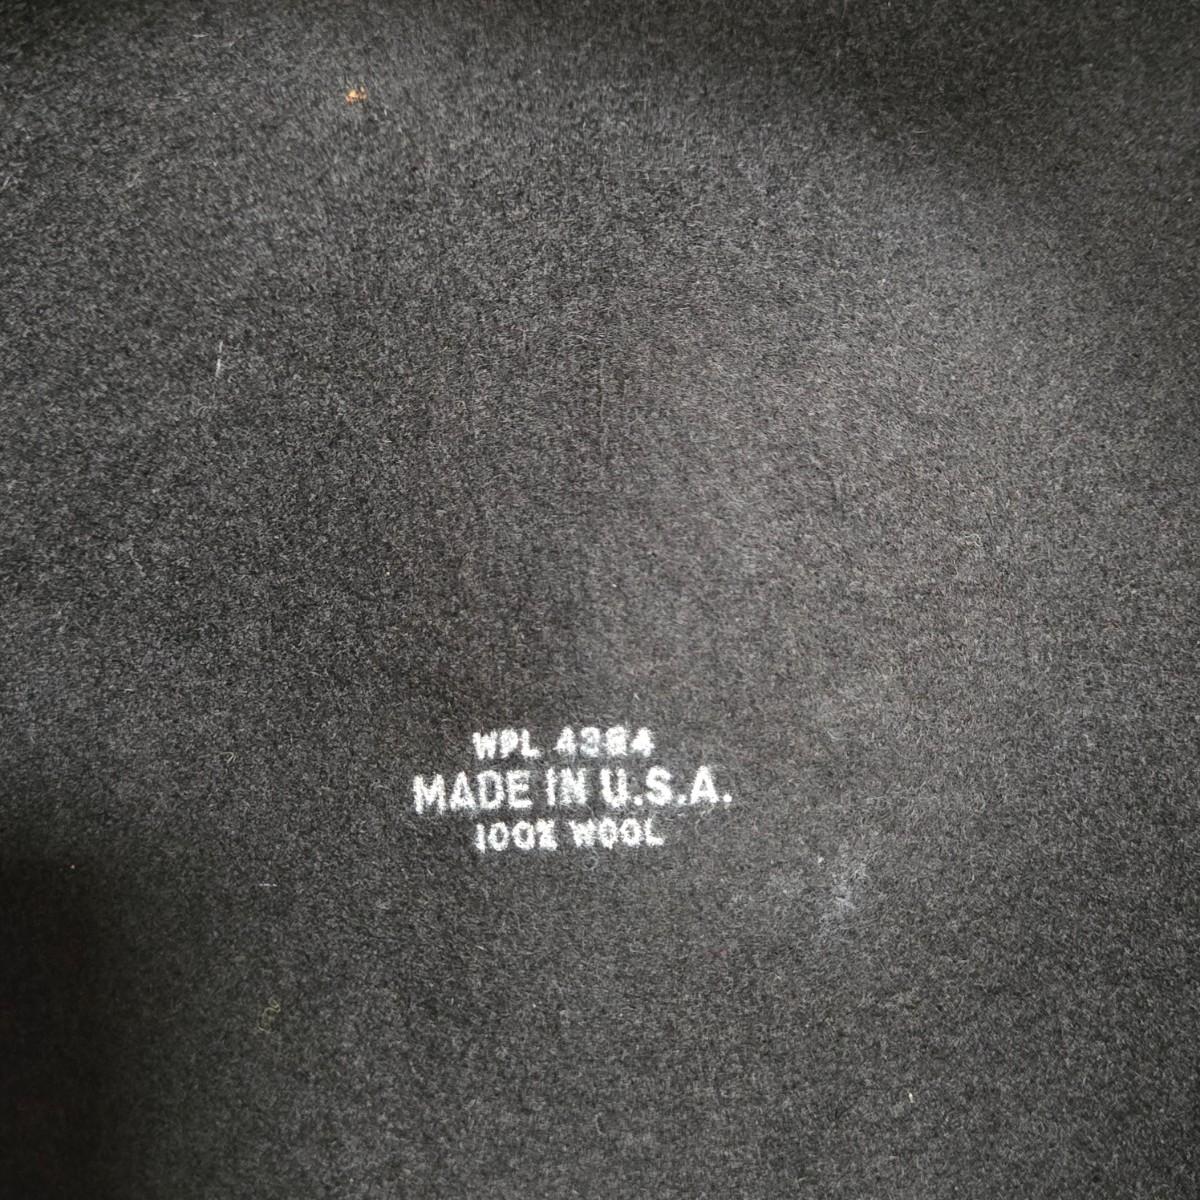 WPL 4384
MADE IN U.S.A.
100% WOOL